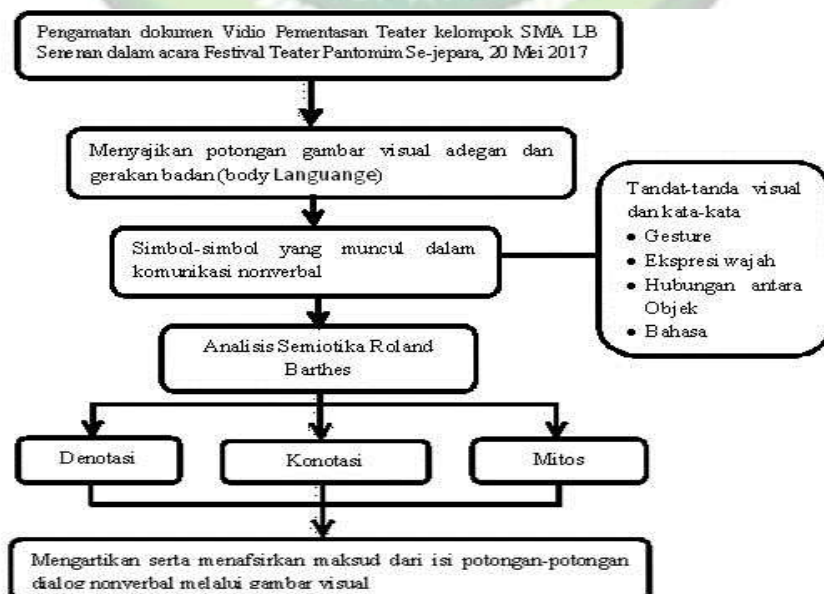 Pengamatan dokumen Vidio Pementasan Teater kelompok SMA LB
Senenan dalam acara Festival Teater Pantomim Se-jepara, 20 Mei 2017
Menyajikan potongan gambar visual adegan dan
gerakan badan (body Languange)
Simbol-simbol yang muncul dalam
komunikasi nonverbal
Tandat-tanda visual
dan kata-kata
• Gesture
• Ekspresi wajah
• Hubungan antara
Objek
• Bahasa
Analisis Semiotika Roland
Barthes
Denotasi
Konotasi
Mitos
Mengartikan serta menafsirkan maksud dari isi potongan-potongan
dialog nonverbal melalui gambar visual